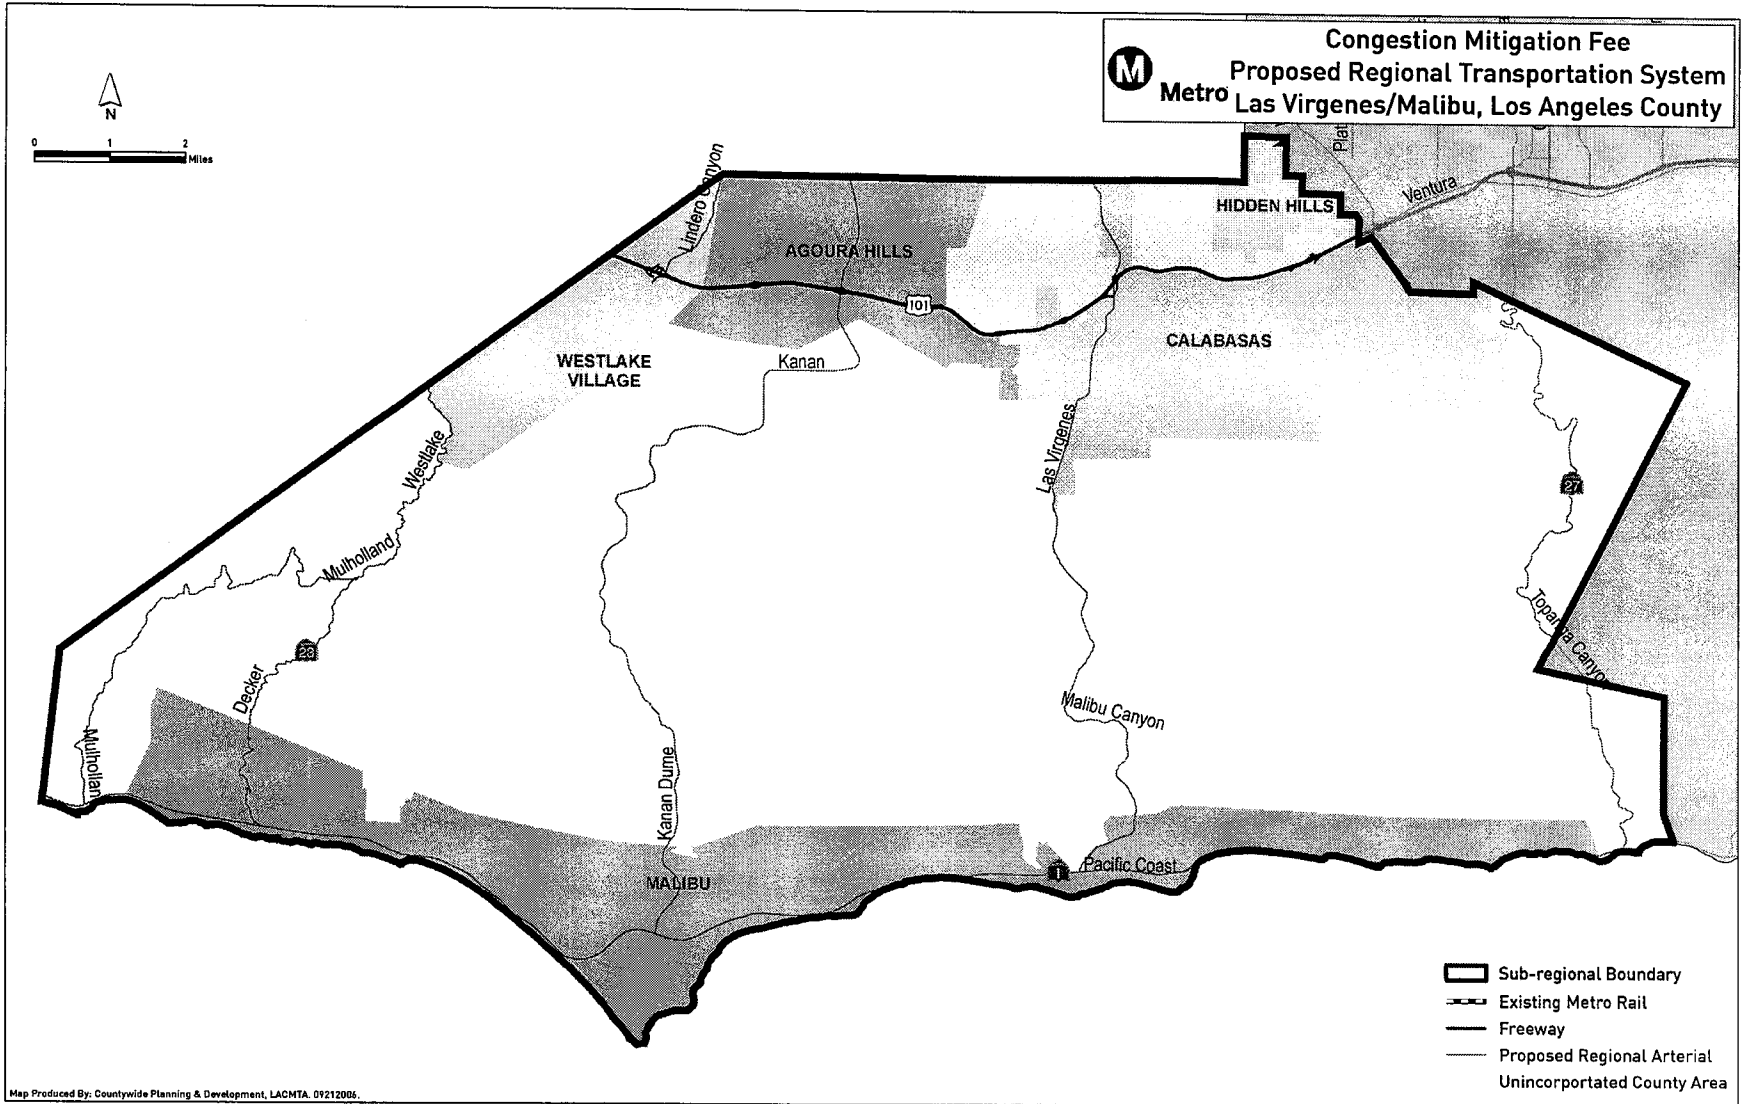 Congestion Mitigation Fee
M
Metro
Proposed Regional Transportation System
Las Virgenes/Malibu, Los Angeles County
N
0 1 2
Miles
Plat
Lindero Canyon
Ventura
HIDDEN HILLS
AGOURA HILLS
101
CALABASAS
WESTLAKE
VILLAGE
Kanan
Las Virgenes
Westlake
27
Mulholland
Topanga Canyon
23
Decker
Malibu Canyon
Mulhollan
Kanan Dume
1
Pacific Coast
MALIBU
Sub-regional Boundary
Existing Metro Rail
Freeway
Proposed Regional Arterial
Unincorportated County Area
Map Produced By: Countywide Planning & Development, LACMTA. 09212006.